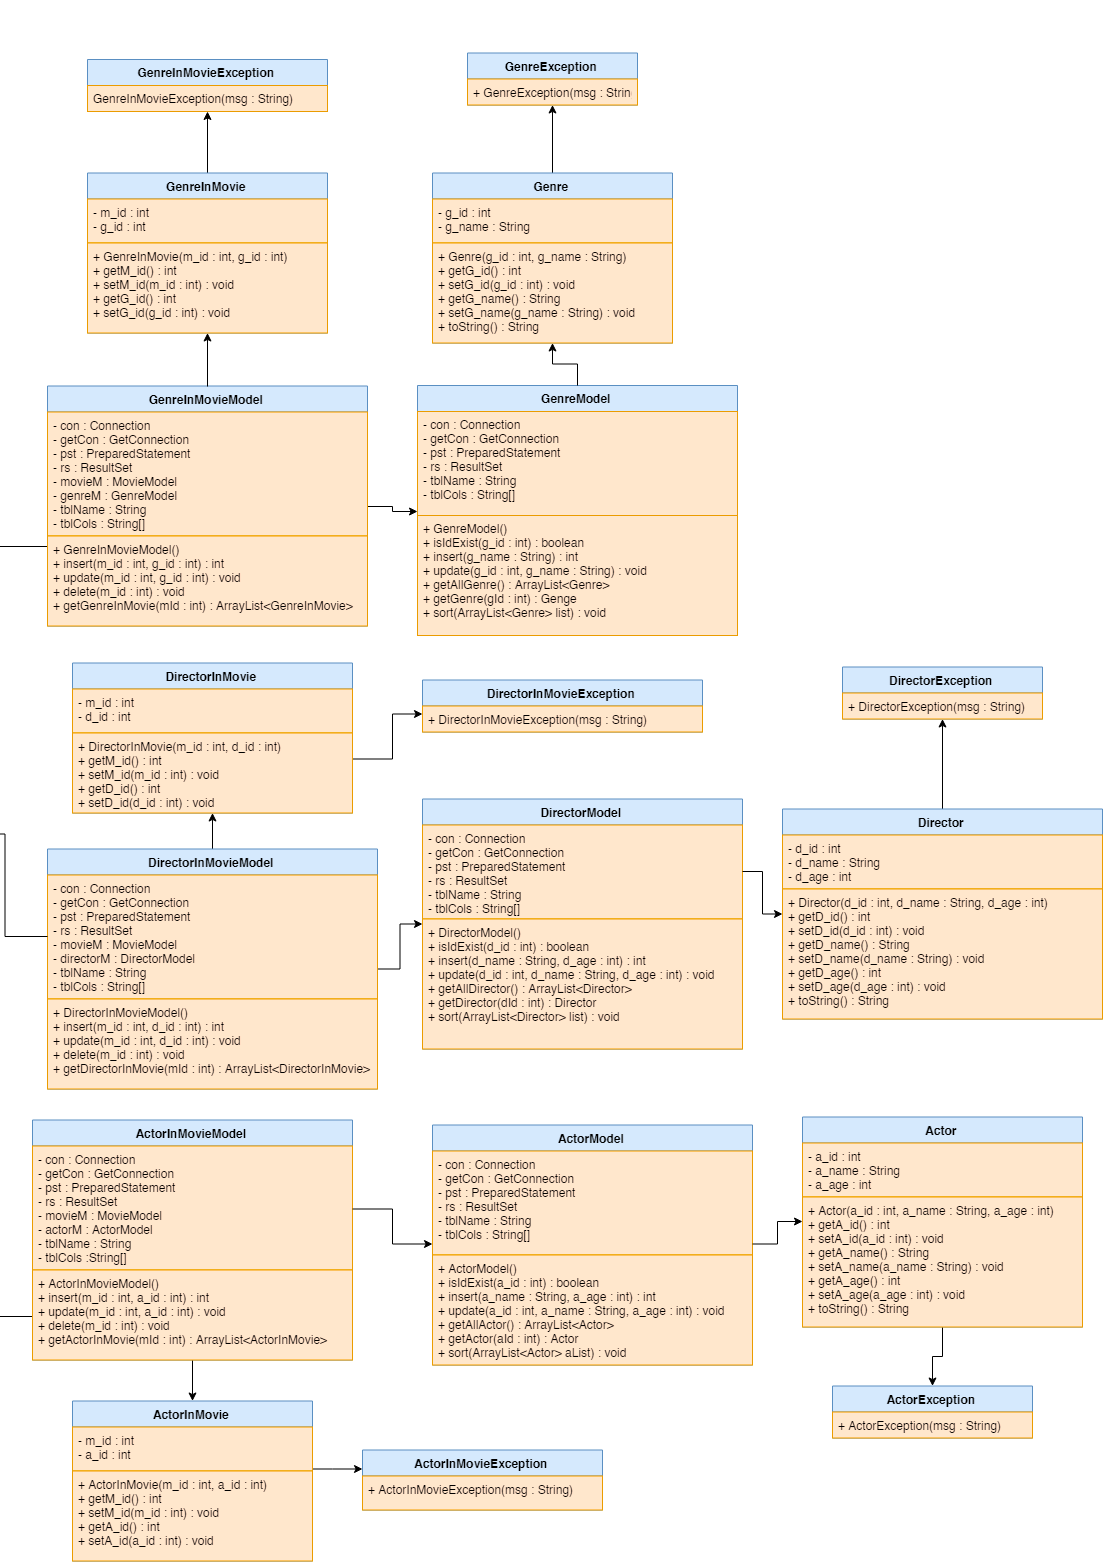 GenreInMovieException
GenreInMovieException(msg : String)
GenreException
+ GenreException(msg : Strin
GenreInMovie
- m_id : int
- g_id : int
+ GenreInMovie(m_id : int, g_id : int)
+ getM_id() : int
+ setM_id(m_id : int) : void
+ getG_id() : int
+ setG_id(g_id : int) : void
Genre
- g_id : int
- g_name : String
+ Genre(g_id : int, g_name : String)
+ getG_id() : int
+ setG_id(g_id : int) : void
+ getG_name() : String
+ setG_name(g_name : String) : void
+ toString() : String
GenreInMovieModel
- con : Connection
- getCon : GetConnection
- pst : PreparedStatement
- rs : ResultSet
- movieM : MovieModel
- genreM : GenreModel
- tblName : String
- tblCols : String[]
+ GenreInMovieModel()
+ insert(m_id : int, g_id : int) : int
+ update(m_id : int, g_id : int) : void
+ delete(m_id : int) : void
+ getGenreInMovie(mId : int) : ArrayList<GenreInMovie>
GenreModel
- con : Connection
- getCon : GetConnection
- pst : PreparedStatement
- rs : ResultSet
- tblName : String
- tblCols : String[]
+ GenreModel()
+ isIdExist(g_id : int) : boolean
+ insert(g_name : String) : int
+ update(g_id : int, g_name : String) : void
+ getAllGenre() : ArrayList<Genre>
+ getGenre(gId : int) : Genge
+ sort(ArrayList<Genre> list) : void
DirectorInMovie
- m_id : int
- d_id : int
+ DirectorInMovie(m_id : int, d_id : int)
+ getM_id() : int
+ setM_id(m_id : int) : void
+ getD_id() : int
+ setD_id(d_id : int) : void
DirectorInMovieException
+ DirectorInMovieException(msg : String)
DirectorException
+ DirectorException(msg : String)
DirectorInMovieModel
- con : Connection
- getCon : GetConnection
- pst : PreparedStatement
- rs : ResultSet
- movieM : MovieModel
- directorM : DirectorModel
- tblName : String
- tblCols : String[]
+ DirectorInMovieModel()
+ insert(m_id : int, d_id : int) : int
+ update(m_id : int, d_id : int) : void
+ delete(m_id : int) : void
+ getDirectorInMovie(mId : int) : ArrayList<DirectorInMovie>
DirectorModel
- con : Connection
- getCon : GetConnection
- pst : PreparedStatement
- rs : ResultSet
- tblName : String
- tblCols : String[]
+ DirectorModel()
+ isIdExist(d_id : int) : boolean
+ insert(d_name : String, d_age : int) : int
+ update(d_id : int, d_name : String, d_age : int) : void
+ getAllDirector() : ArrayList<Director>
+ getDirector(dId : int) : Director
+ sort(ArrayList<Director> list) : void
Director
- d_id : int
- d_name : String
- d_age : int
+ Director(d_id : int, d_name : String, d_age : int)
+ getD_id() : int
+ setD_id(d_id : int) : void
+ getD_name() : String
+ setD_name(d_name : String) : void
+ getD_age() : int
+ setD_age(d_age : int) : void
+ toString() : String
ActorInMovieModel
- con : Connection
- getCon : GetConnection
- pst : PreparedStatement
- rs : ResultSet
- movieM : MovieModel
- actorM : ActorModel
- tblName : String
- tblCols :String[]
+ ActorInMovieModel()
+ insert(m_id : int, a_id : int) : int
+ update(m_id : int, a_id : int) : void
+ delete(m_id : int) : void
+ getActorInMovie(mId : int) : ArrayList<ActorInMovie>
ActorModel
- con : Connection
- getCon : GetConnection
- pst : PreparedStatement
- rs : ResultSet
- tblName : String
- tblCols : String[]
+ ActorModel()
+ isIdExist(a_id : int) : boolean
+ insert(a_name : String, a_age : int) : int
+ update(a_id : int, a_name : String, a_age : int) : void
+ getAllActor() : ArrayList<Actor>
+ getActor(aId : int) : Actor
+ sort(ArrayList<Actor> aList) : void
Actor
- a_id : int
- a_name : String
- a_age : int
+ Actor(a_id : int, a_name : String, a_age : int)
+ getA_id() : int
+ setA_id(a_id : int) : void
+ getA_name() : String
+ setA_name(a_name : String) : void
+ getA_age() : int
+ setA_age(a_age : int) : void
+ toString() : String
ActorException
+ ActorException(msg : String)
ActorInMovie
- m_id : int
- a_id : int
+ ActorInMovie(m_id : int, a_id : int)
+ getM_id() : int
+ setM_id(m_id : int) : void
+ getA_id() : int
+ setA_id(a_id : int) : void
ActorInMovieException
+ ActorInMovieException(msg : String)